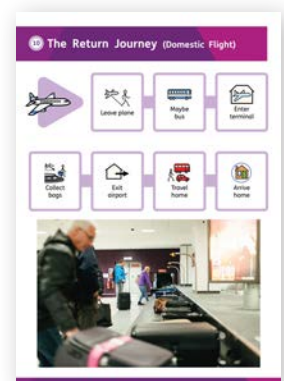 10 The Return Journey (Domestic Flight)
Leave plane
Maybe bus
Enter terminal
Collect bags
Exit airport
Travel home
Arrive home